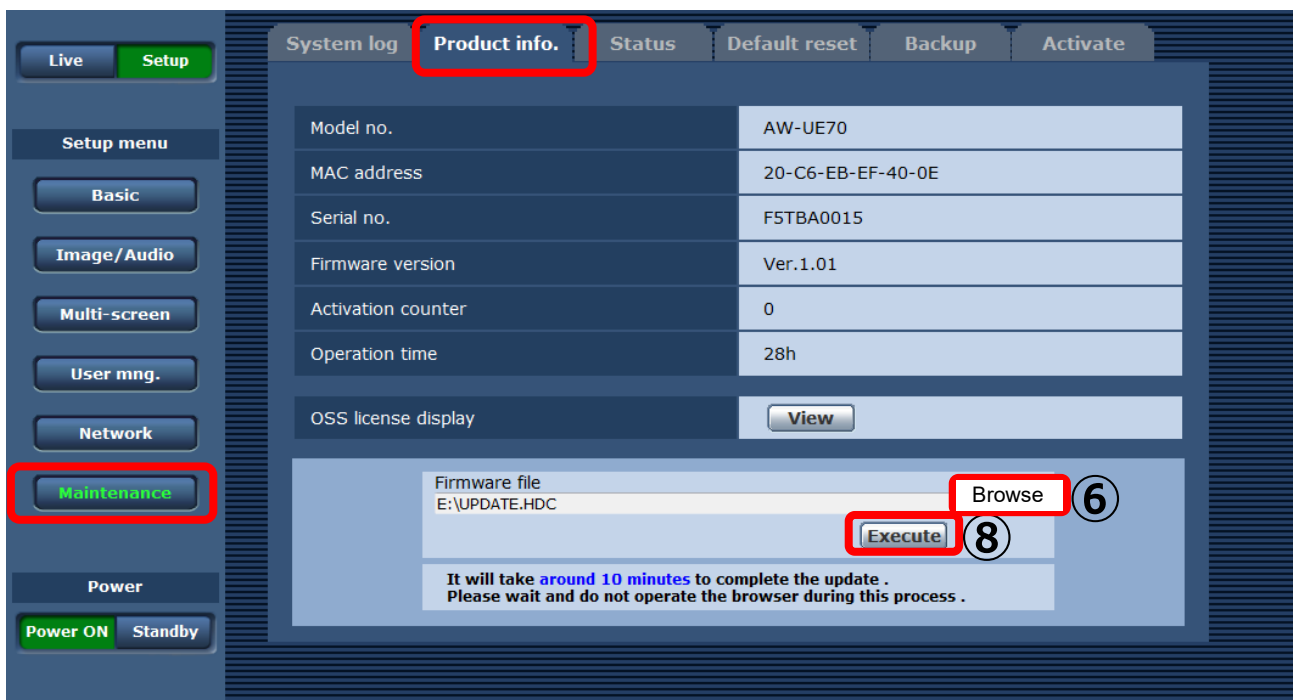 Live Setup
Setup menu
Basic
Image/Audio
Multi-screen
User mng.
Network
Maintenance
Power
Power ON Standby
System log Product info. Status Default reset Backup Activate
Model no. AW-UE70
MAC address 20-C6-EB-EF-40-0E
Serial no. F5TBA0015
Firmware version Ver.1.01
Activation counter 0
Operation time 28h
OSS license display View
Firmware file
E:\UPDATE.HDC Browse ⑥
Execute ⑧
It will take around 10 minutes to complete the update .
Please wait and do not operate the browser during this process .